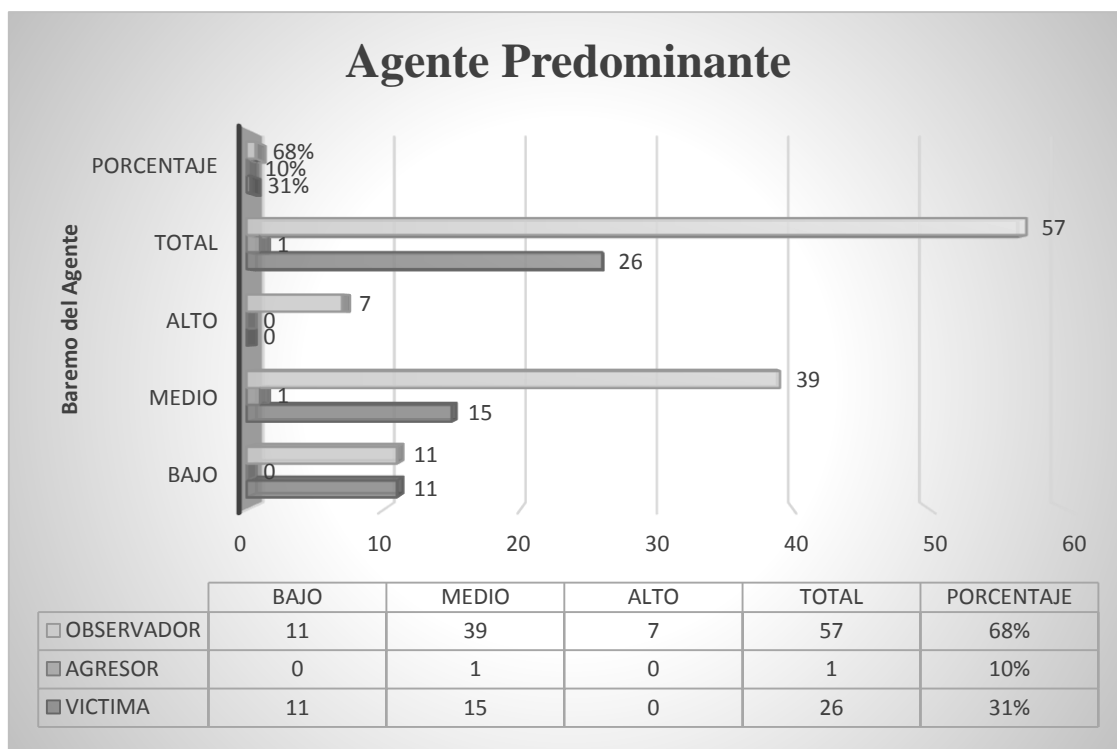 Agente Predominante
Baremo del Agente
PORCENTAJE
68%
10%
31%
TOTAL
57
1
26
ALTO
7
0
0
MEDIO
39
1
15
BAJO
11
0
11
0 10 20 30 40 50 60
BAJO MEDIO ALTO TOTAL PORCENTAJE
OBSERVADOR 11 39 7 57 68%
AGRESOR 0 1 0 1 10%
VICTIMA 11 15 0 26 31%